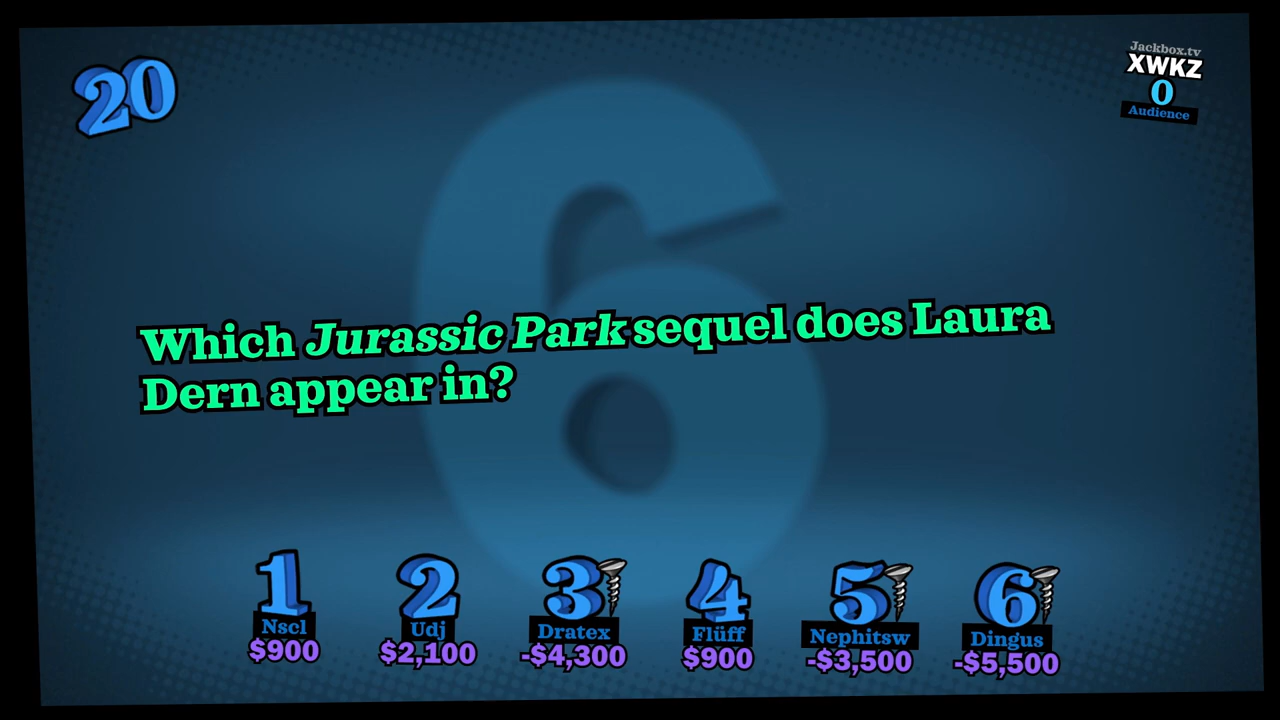 20
Jackbox.tv
XWKZ
0
Audience
6
Which Jurassic Park sequel does Laura
Dern appear in?
1 2 3 4 5 6
Nscl Udj Dratex Flüff Nephitsw Dingus
$900 $2,100 -$4,300 $900 -$3,500 -$5,500